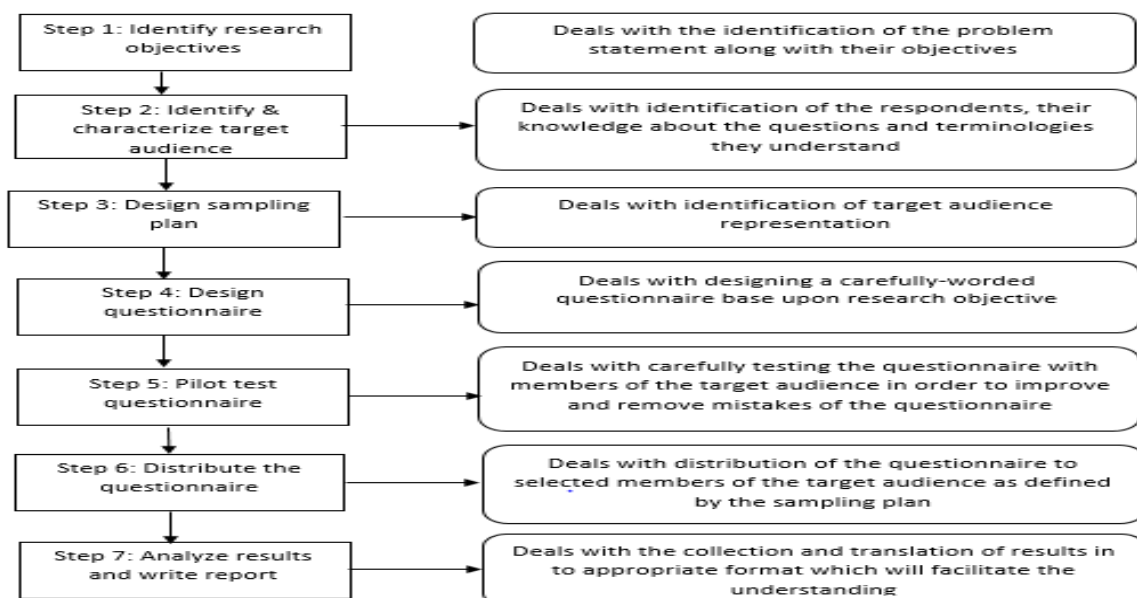 Step 1: Identify research
objectives
Deals with the identification of the problem
statement along with their objectives
Step 2: Identify &
characterize target
audience
Deals with identification of the respondents, their
knowledge about the questions and terminologies
they understand
Step 3: Design sampling
plan
Deals with identification of target audience
representation
Step 4: Design
questionnaire
Deals with designing a carefully-worded
questionnaire base upon research objective
Step 5: Pilot test
questionnaire
Deals with carefully testing the questionnaire with
members of the target audience in order to improve
and remove mistakes of the questionnaire
Step 6: Distribute the
questionnaire
Deals with distribution of the questionnaire to
selected members of the target audience as defined
by the sampling plan
Step 7: Analyze results
and write report
Deals with the collection and translation of results in
to appropriate format which will facilitate the
understanding